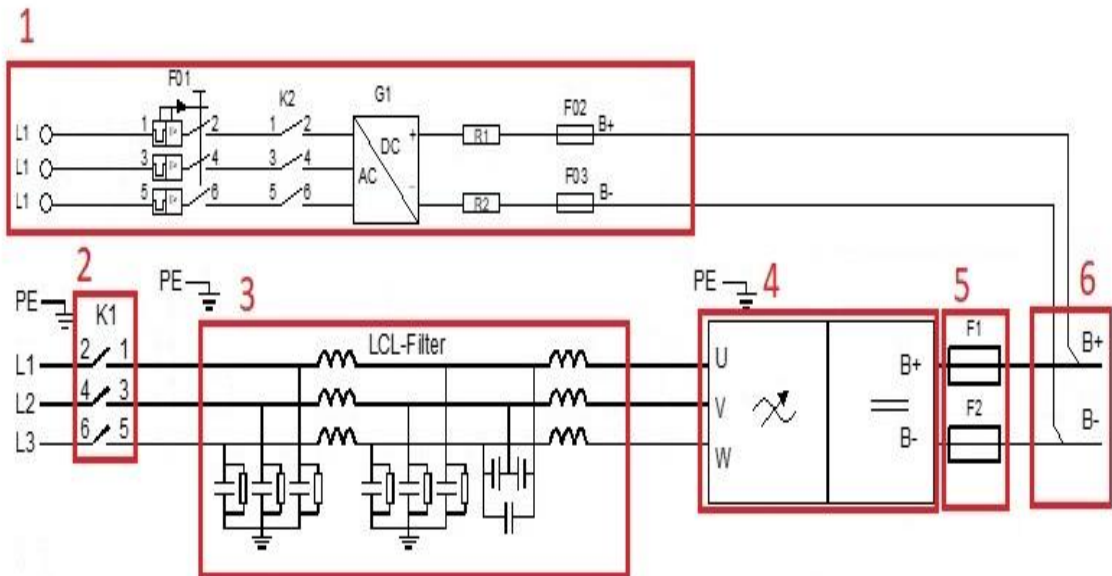 1
F01
K2
G1
F02
L1
1
2
1
2
DC
+
R1
B+
L1
3
4
3
4
AC
-
F03
L1
5
6
5
6
R2
B-
PE
2
K1
PE
3
PE
4
5
6
LCL-Filter
F1
B+
L1
2
1
U
B+
L2
4
3
V
F2
B-
L3
6
5
W
B-